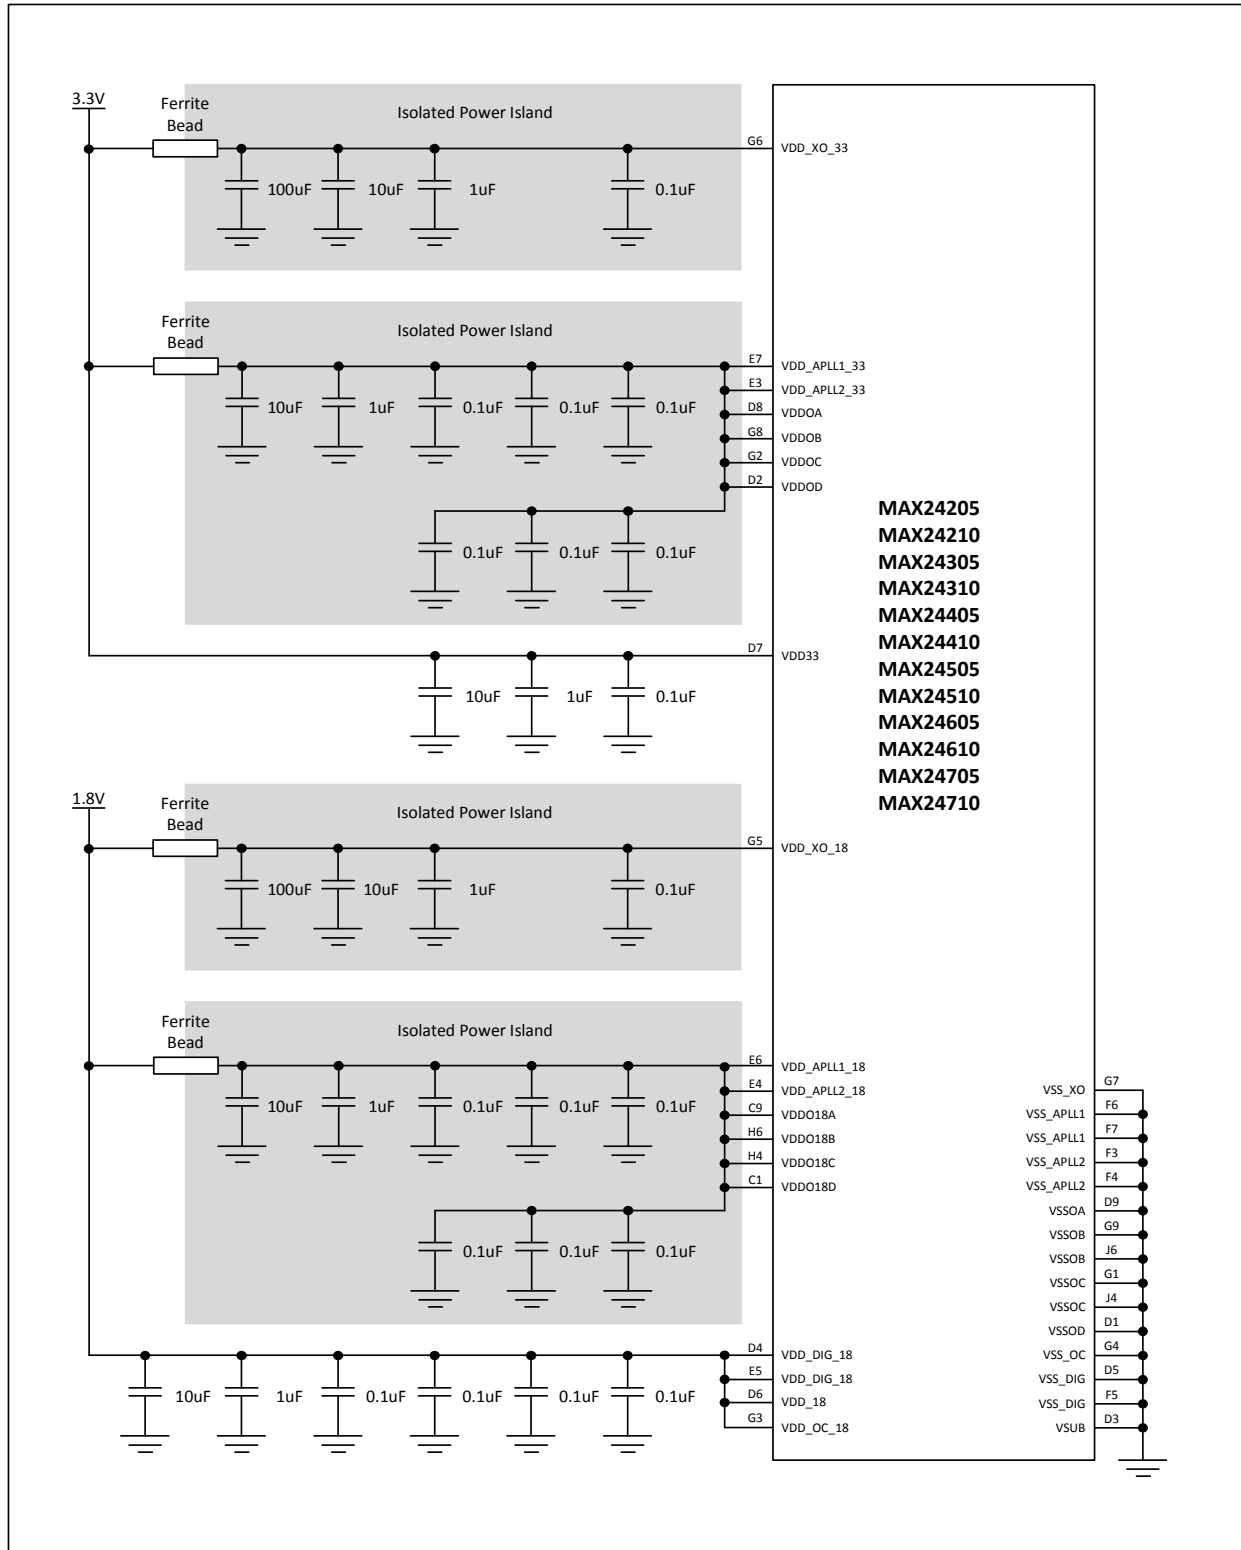 3.3V
Ferrite
Bead
Isolated Power Island
G6
VDD_XO_33
100uF
10uF
1uF
0.1uF
Ferrite
Bead
Isolated Power Island
E7
VDD_APLL1_33
E3
VDD_APLL2_33
D8
VDDOA
G8
VDDOB
G2
VDDOC
D2
VDDOD
10uF
1uF
0.1uF
0.1uF
0.1uF
0.1uF
0.1uF
0.1uF
MAX24205
MAX24210
MAX24305
MAX24310
MAX24405
MAX24410
MAX24505
MAX24510
MAX24605
MAX24610
MAX24705
MAX24710
D7
VDD33
10uF
1uF
0.1uF
1.8V
Ferrite
Bead
Isolated Power Island
G5
VDD_XO_18
100uF
10uF
1uF
0.1uF
Ferrite
Bead
Isolated Power Island
E6
VDD_APLL1_18
E4
VDD_APLL2_18
C9
VDDO18A
H6
VDDO18B
H4
VDDO18C
C1
VDDO18D
10uF
1uF
0.1uF
0.1uF
0.1uF
0.1uF
0.1uF
0.1uF
D4
VDD_DIG_18
E5
VDD_DIG_18
D6
VDD_18
G3
VDD_OC_18
10uF
1uF
0.1uF
0.1uF
0.1uF
0.1uF
VSS_XO
G7
VSS_APLL1
F6
VSS_APLL1
F7
VSS_APLL2
F3
VSS_APLL2
F4
VSSOA
D9
VSSOB
G9
VSSOB
J6
VSSOC
G1
VSSOC
J4
VSSOD
D1
VSS_OC
G4
VSS_DIG
D5
VSS_DIG
F5
VSUB
D3